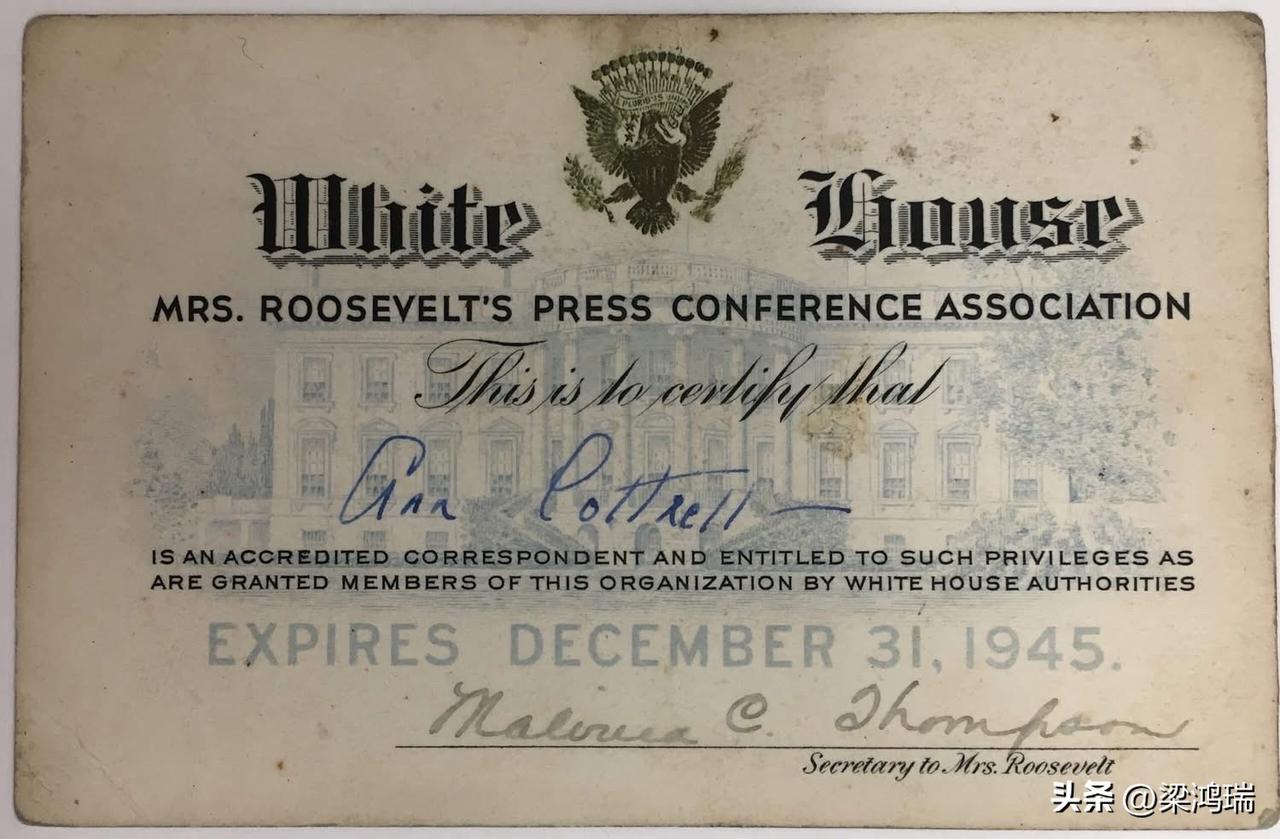 E PLURIBUS UNUM
White House
MRS. ROOSEVELT'S PRESS CONFERENCE ASSOCIATION
This is to certify that
Ann Cottrell
IS AN ACCREDITED CORRESPONDENT AND ENTITLED TO SUCH PRIVILEGES AS
ARE GRANTED MEMBERS OF THIS ORGANIZATION BY WHITE HOUSE AUTHORITIES
EXPIRES DECEMBER 31, 1945.
Malvina C. Thompson
Secretary to Mrs. Roosevelt
头条 @梁鸿瑞